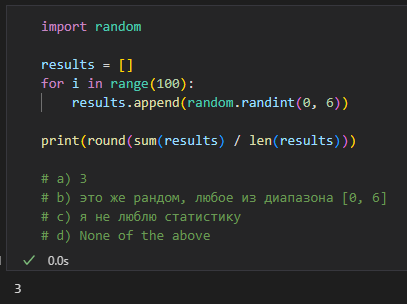 import random
results = []
for i in range(100):
    results.append(random.randint(0, 6))
print(round(sum(results) / len(results)))
# a) 3
# b) это же рандом, любое из диапазона [0, 6]
# c) я не люблю статистику
# d) None of the above
0.0s
3